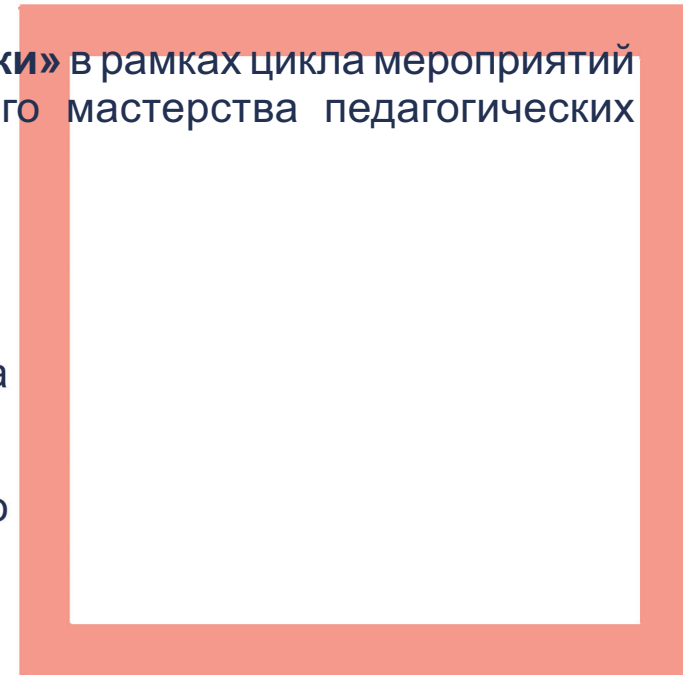 ки» в рамках цикла мероприятий
го мастерства педагогических
а
о